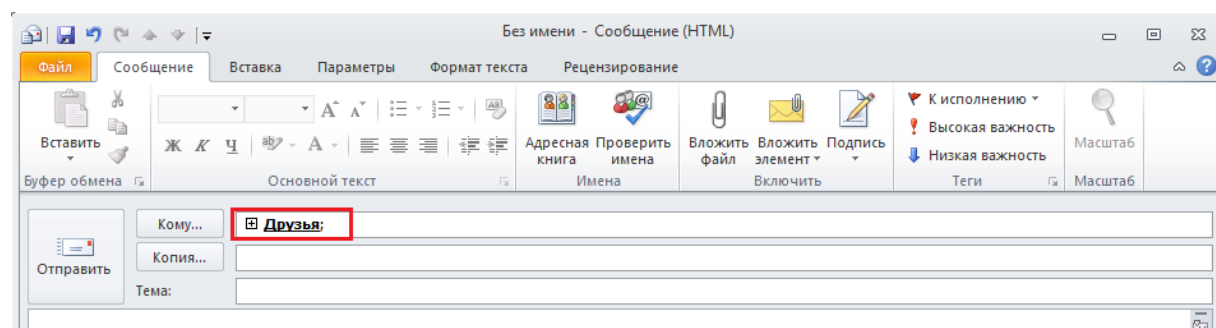 Без имени - Сообщение (HTML)
Файл Сообщение Вставка Параметры Формат текста Рецензирование
Вставить
Ж К Ч
Адресная книга
Проверить имена
Вложить файл
Вложить элемент
Подпись
К исполнению
Высокая важность
Низкая важность
Масштаб
Буфер обмена Основной текст Имена Включить Теги Масштаб
Отправить
Кому... Друзья;
Копия...
Тема: